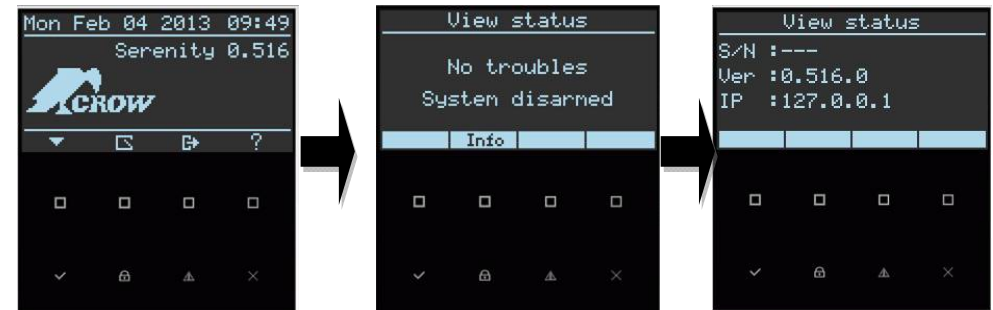 Mon Feb 04 2013 09:49
Serenity 0.516
CROW
?
View status
No troubles
System disarmed
Info
View status
S/N :---
Ver :0.516.0
IP :127.0.0.1